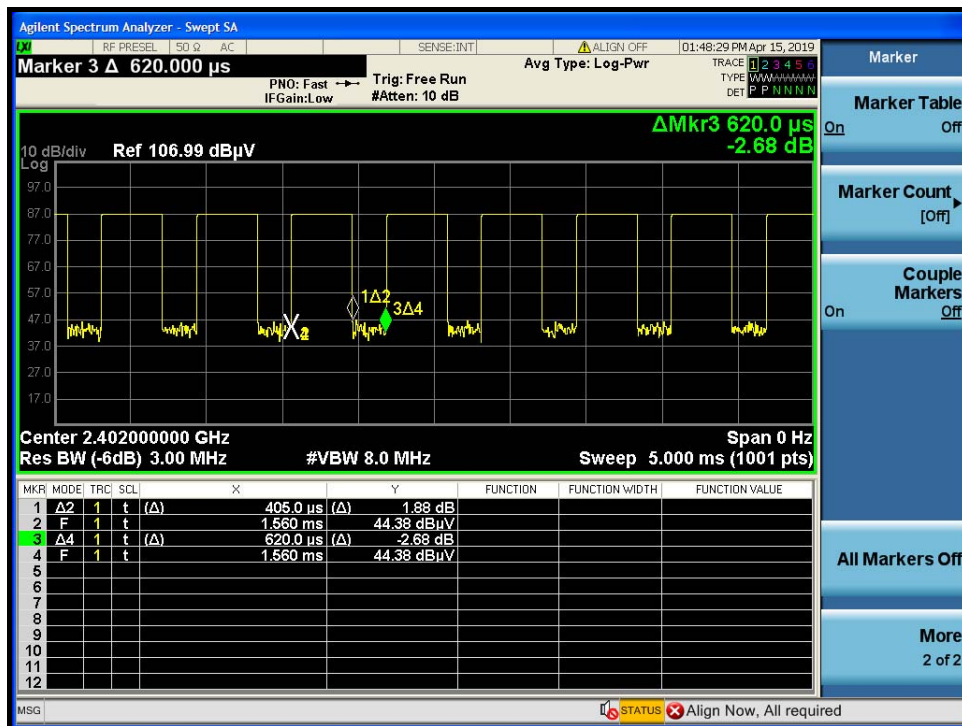 Agilent Spectrum Analyzer - Swept SA
LXI RF PRESEL 50 Ω AC SENSE:INT ALIGN OFF 01:48:29 PM Apr 15, 2019
Marker 3 Δ 620.000 µs
PNO: Fast
IFGain:Low
Trig: Free Run
#Atten: 10 dB
Avg Type: Log-Pwr
TRACE 1 2 3 4 5 6
TYPE WWWWWW
DET P P N N N N
ΔMkr3 620.0 µs
-2.68 dB
10 dB/div Ref 106.99 dBµV
Log
97.0
87.0
77.0
67.0
57.0
47.0
37.0
27.0
17.0
1Δ2
3Δ4
Center 2.402000000 GHz Span 0 Hz
Res BW (-6dB) 3.00 MHz #VBW 8.0 MHz Sweep 5.000 ms (1001 pts)
MKR MODE TRC SCL X Y FUNCTION FUNCTION WIDTH FUNCTION VALUE
1 Δ2 1 t (Δ) 405.0 µs (Δ) 1.88 dB
2 F 1 t 1.560 ms 44.38 dBµV
3 Δ4 1 t (Δ) 620.0 µs (Δ) -2.68 dB
4 F 1 t 1.560 ms 44.38 dBµV
5
6
7
8
9
10
11
12
MSG STATUS Align Now, All required
Marker
Marker Table
On Off
Marker Count
[Off]
Couple
Markers
On Off
All Markers Off
More
2 of 2